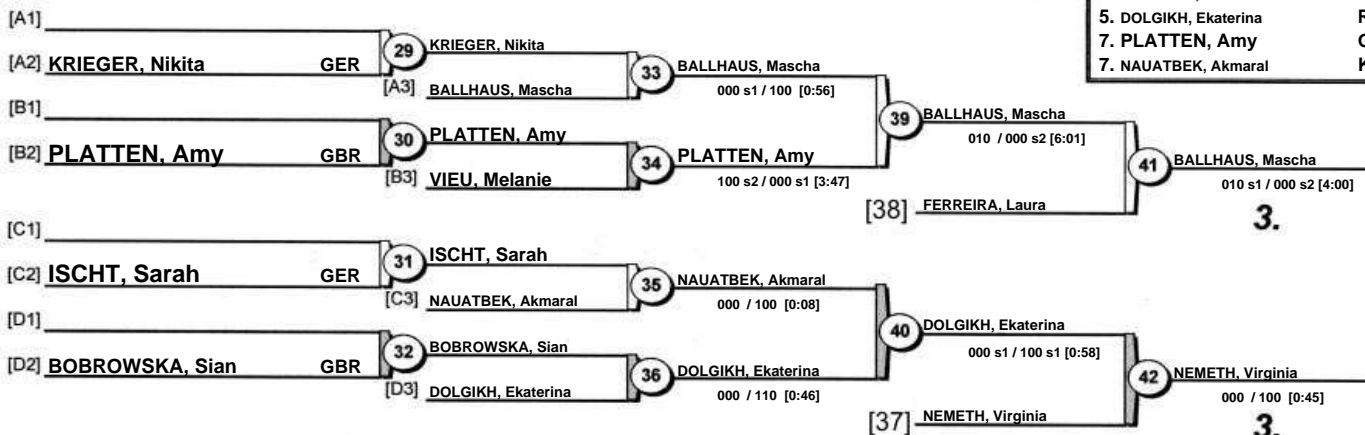 5. DOLGIKH, Ekaterina
7. PLATTEN, Amy
7. NAUATBEK, Akmaral
[A1]
[A2] KRIEGER, Nikita GER
29
KRIEGER, Nikita
[A3] BALLHAUS, Mascha
33
BALLHAUS, Mascha
000 s1 / 100 [0:56]
[B1]
[B2] PLATTEN, Amy GBR
30
PLATTEN, Amy
[B3] VIEU, Melanie
34
PLATTEN, Amy
100 s2 / 000 s1 [3:47]
39
BALLHAUS, Mascha
010 / 000 s2 [6:01]
[38] FERREIRA, Laura
41
BALLHAUS, Mascha
010 s1 / 000 s2 [4:00]
3.
[C1]
[C2] ISCHT, Sarah GER
31
ISCHT, Sarah
[C3] NAUATBEK, Akmaral
35
NAUATBEK, Akmaral
000 / 100 [0:08]
[D1]
[D2] BOBROWSKA, Sian GBR
32
BOBROWSKA, Sian
[D3] DOLGIKH, Ekaterina
36
DOLGIKH, Ekaterina
000 / 110 [0:46]
40
DOLGIKH, Ekaterina
000 s1 / 100 s1 [0:58]
[37] NEMETH, Virginia
42
NEMETH, Virginia
000 / 100 [0:45]
3.